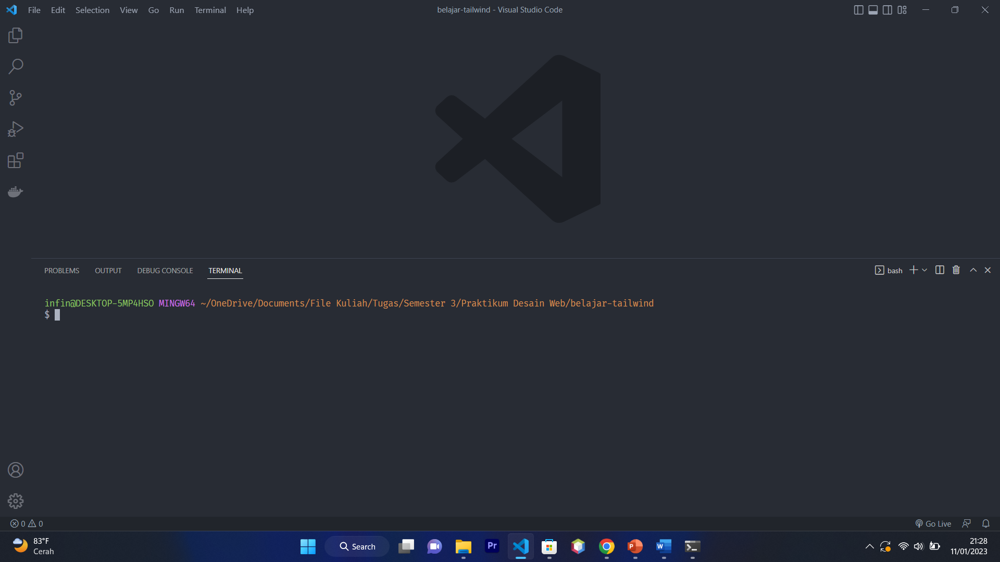 File Edit Selection View Go Run Terminal Help
belajar-tailwind - Visual Studio Code
PROBLEMS OUTPUT DEBUG CONSOLE TERMINAL
bash
infin@DESKTOP-5MP4HSO MINGW64 ~/OneDrive/Documents/File Kuliah/Tugas/Semester 3/Praktikum Desain Web/belajar-tailwind
$
0 0
Go Live
83°F
Cerah
Search
Pr
P
W
21:28
11/01/2023